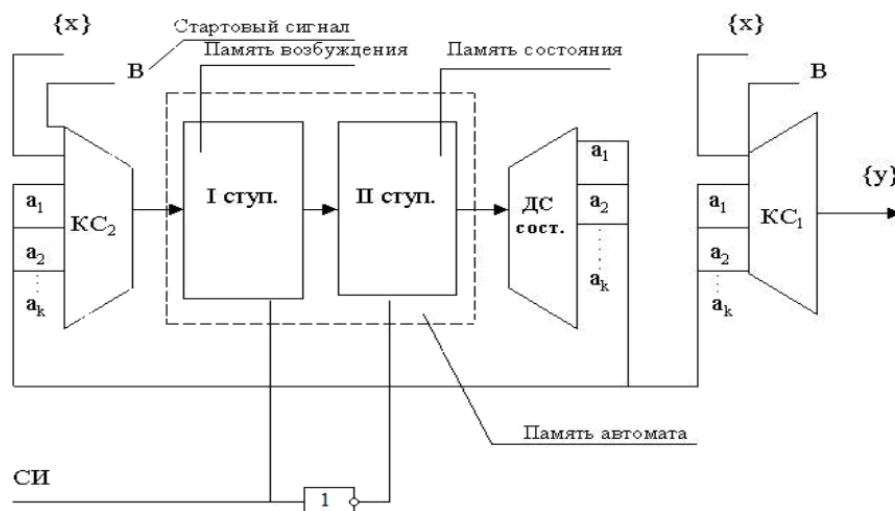 {x}
Стартовый сигнал
Память возбуждения
В
Память состояния
{x}
В
I ступ.
II ступ.
ДС
сост.
КС2
a1
a2
ak
a1
a2
ak
КС1
a1
a2
ak
{y}
Память автомата
СИ
1